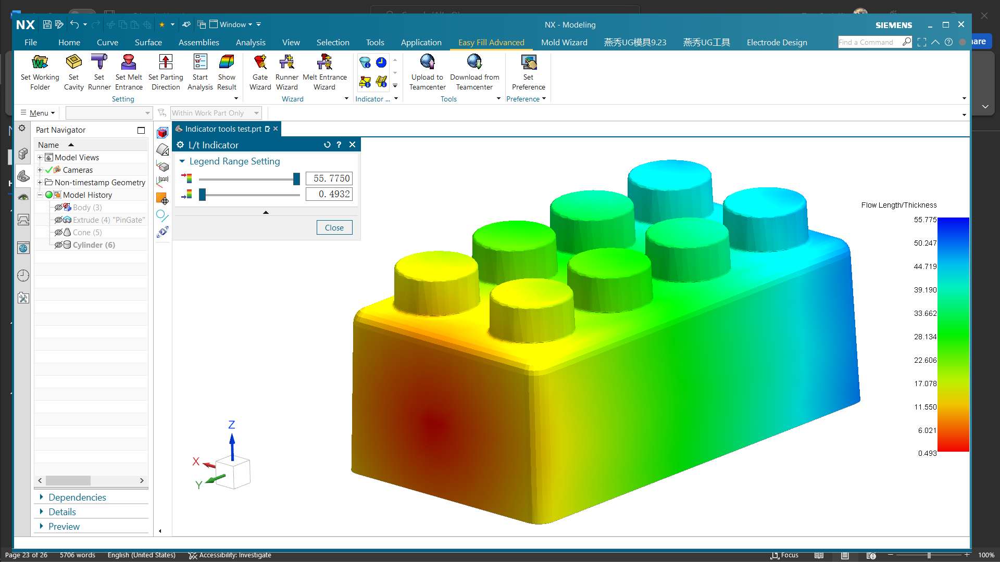 NX
Window
NX - Modeling
SIEMENS
File Home Curve Surface Assemblies Analysis View Selection Tools Application Easy Fill Advanced Mold Wizard 燕秀UG模具9.23 燕秀UG工具 Electrode Design
Find a Command
are
Set Working Folder
Set Cavity
Set Runner
Set Melt Entrance
Set Parting Direction
Start Analysis
Show Result
Gate Wizard
Runner Wizard
Melt Entrance Wizard
Upload to Teamcenter
Download from Teamcenter
Set Preference
Setting
Wizard
Indicator ...
Tools
Preference
Menu
Within Work Part Only
Part Navigator
Name
Model Views
Cameras
Non-timestamp Geometry
Model History
Body (3)
Extrude (4) "PinGate"
Cone (5)
Cylinder (6)
Dependencies
Details
Preview
Indicator tools test.prt
L/t Indicator
Legend Range Setting
55.7750
0.4932
Close
Flow Length/Thickness
55.775
50.247
44.719
39.190
33.662
28.134
22.606
17.078
11.550
6.021
0.493
Z
X
Y
Page 23 of 26 5706 words English (United States) Accessibility: Investigate
Focus
100%